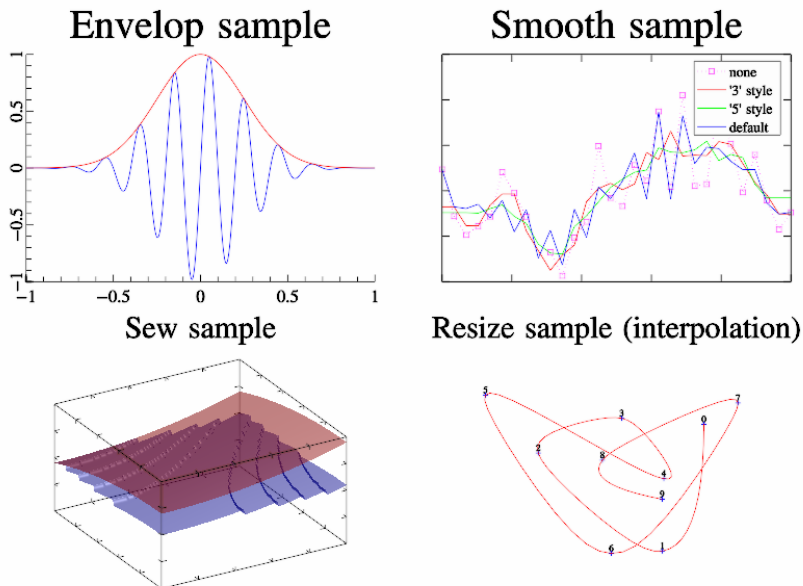 Envelop sample
1
0.5
0
−0.5
−1
−1
−0.5
0
0.5
1
Smooth sample
none
'3' style
'5' style
default
Sew sample
Resize sample (interpolation)
5
7
3
0
2
8
4
9
6
1